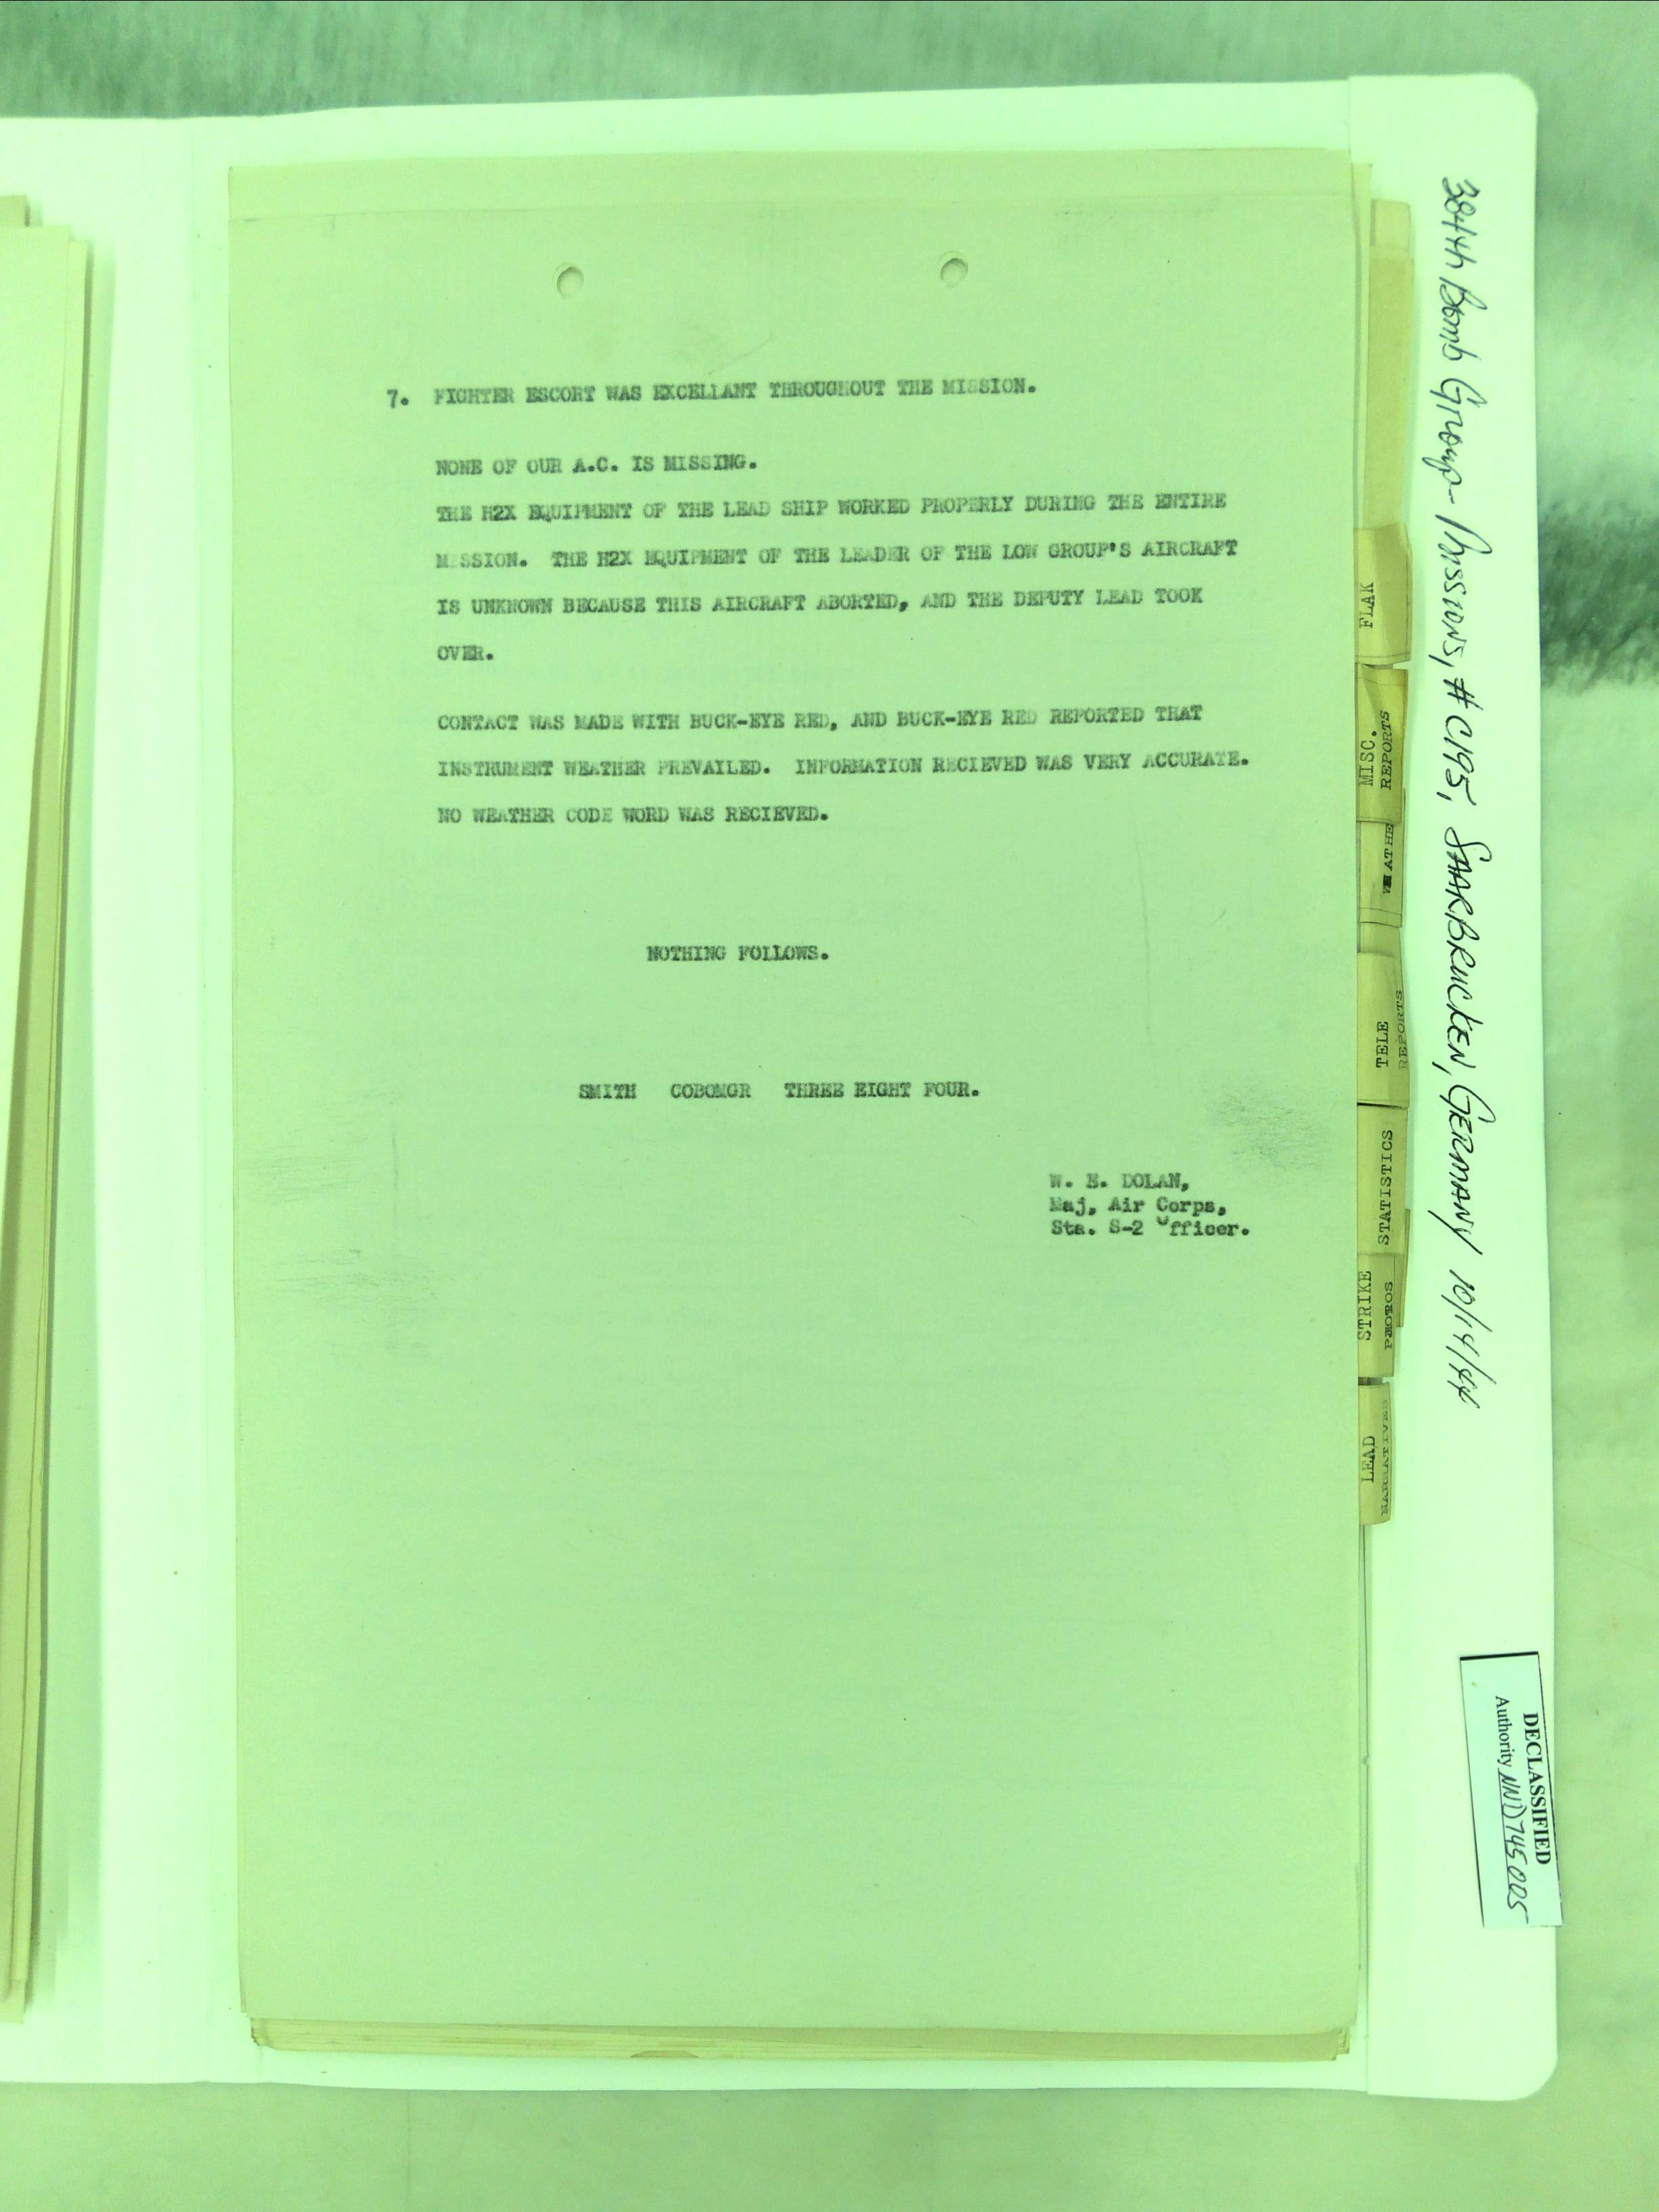 7. FIGHTER ESCORT WAS EXCELLANT THROUGHOUT THE MISSION.
NONE OF OUR A.C. IS MISSING.
THE H2X EQUIPMENT OF THE LEAD SHIP WORKED PROPERLY DURING THE ENTIRE
MISSION. THE H2X EQUIPMENT OF THE LEADER OF THE LOW GROUP'S AIRCRAFT
IS UNKNOWN BECAUSE THIS AIRCRAFT ABORTED, AND THE DEPUTY LEAD TOOK
OVER.
CONTACT WAS MADE WITH BUCK-EYE RED, AND BUCK-EYE RED REPORTED THAT
INSTRUMENT WEATHER PREVAILED. INFORMATION RECIEVED WAS VERY ACCURATE.
NO WEATHER CODE WORD WAS RECIEVED.
NOTHING FOLLOWS.
SMITH COBOMGR THREE EIGHT FOUR.
W. E. DOLAN,
Maj, Air Corps,
Sta. S-2 Officer.
FLAK
MISC.
REPORTS
WEATHE
TELE
REPORTS
STATISTICS
STRIKE
PHOTOS
LEAD
NARRATIVES
384th Bomb Group - Missions, #C195, SAARBRUCKEN, GERMANY 10/14/44
DECLASSIFIED
Authority NND745005